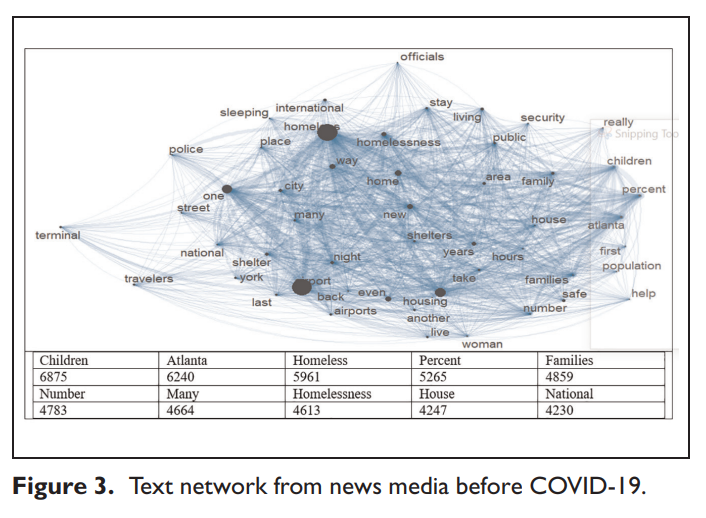 officials
international
stay
sleeping
living
security
really
homeless
Snipping Too
homelessness
public
place
police
way
children
home
area
family
percent
city
one
street
many
new
house
atlanta
terminal
shelters
national
years
hours
first
shelter
night
population
york
take
travelers
airport
families
back
even
safe
help
last
housing
airports
number
another
live
woman
Children Atlanta Homeless Percent Families
6875 6240 5961 5265 4859
Number Many Homelessness House National
4783 4664 4613 4247 4230
Figure 3. Text network from news media before COVID-19.